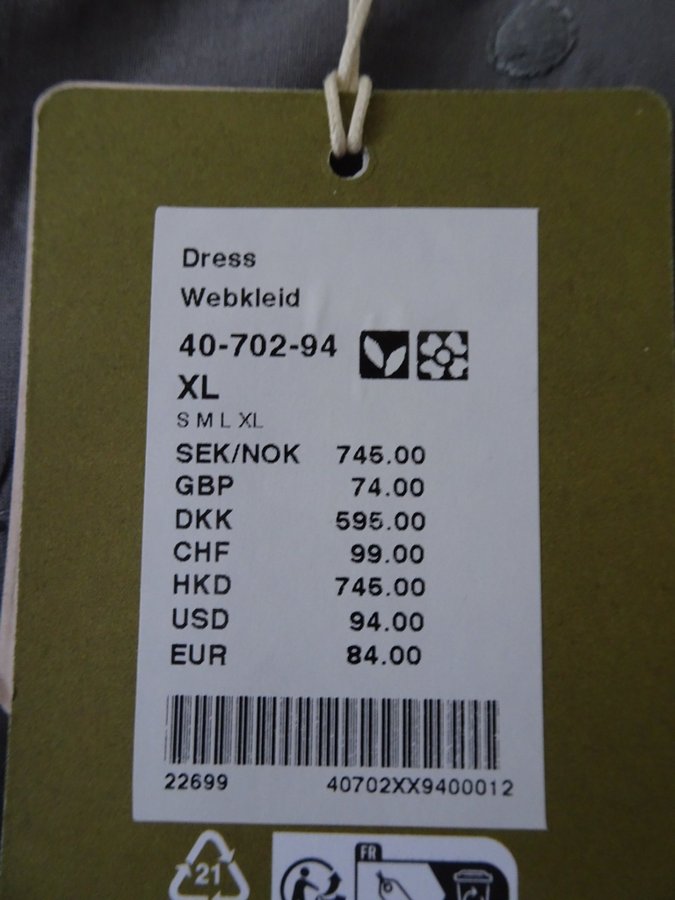 Dress
Webkleid
40-702-94
XL
S M L XL
SEK/NOK 745.00
GBP 74.00
DKK 595.00
CHF 99.00
HKD 745.00
USD 94.00
EUR 84.00
22699 40702XX9400012
21
FR